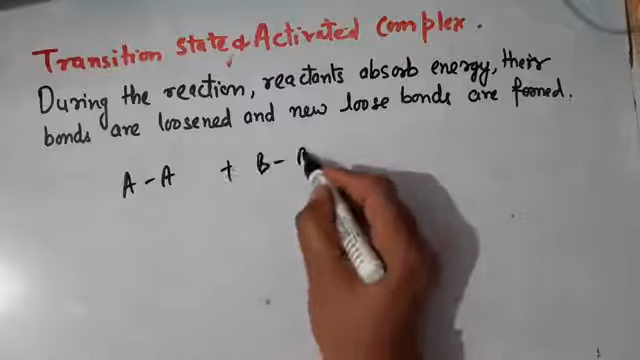 Transition state & Activated complex.
During the reaction, reactants absorb energy, their
bonds are loosened and new loose bonds are formed.
A - A + B -